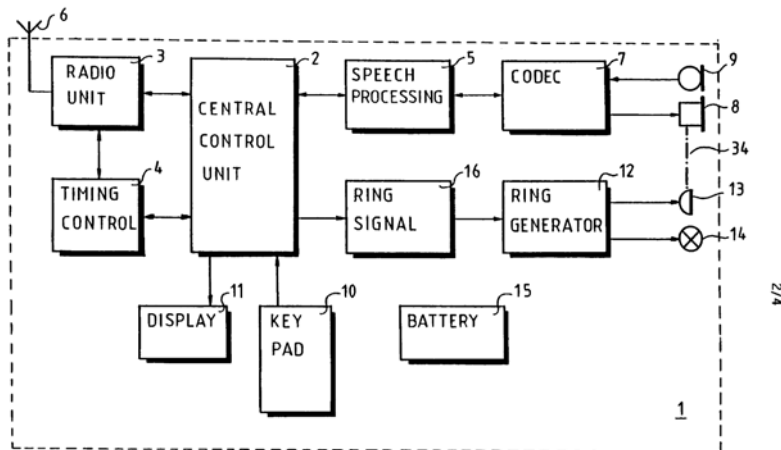 6
3
RADIO
UNIT
2
CENTRAL
CONTROL
UNIT
5
SPEECH
PROCESSING
7
CODEC
9
8
34
4
TIMING
CONTROL
16
RING
SIGNAL
12
RING
GENERATOR
13
14
11
DISPLAY
10
KEY
PAD
15
BATTERY
1
2/4